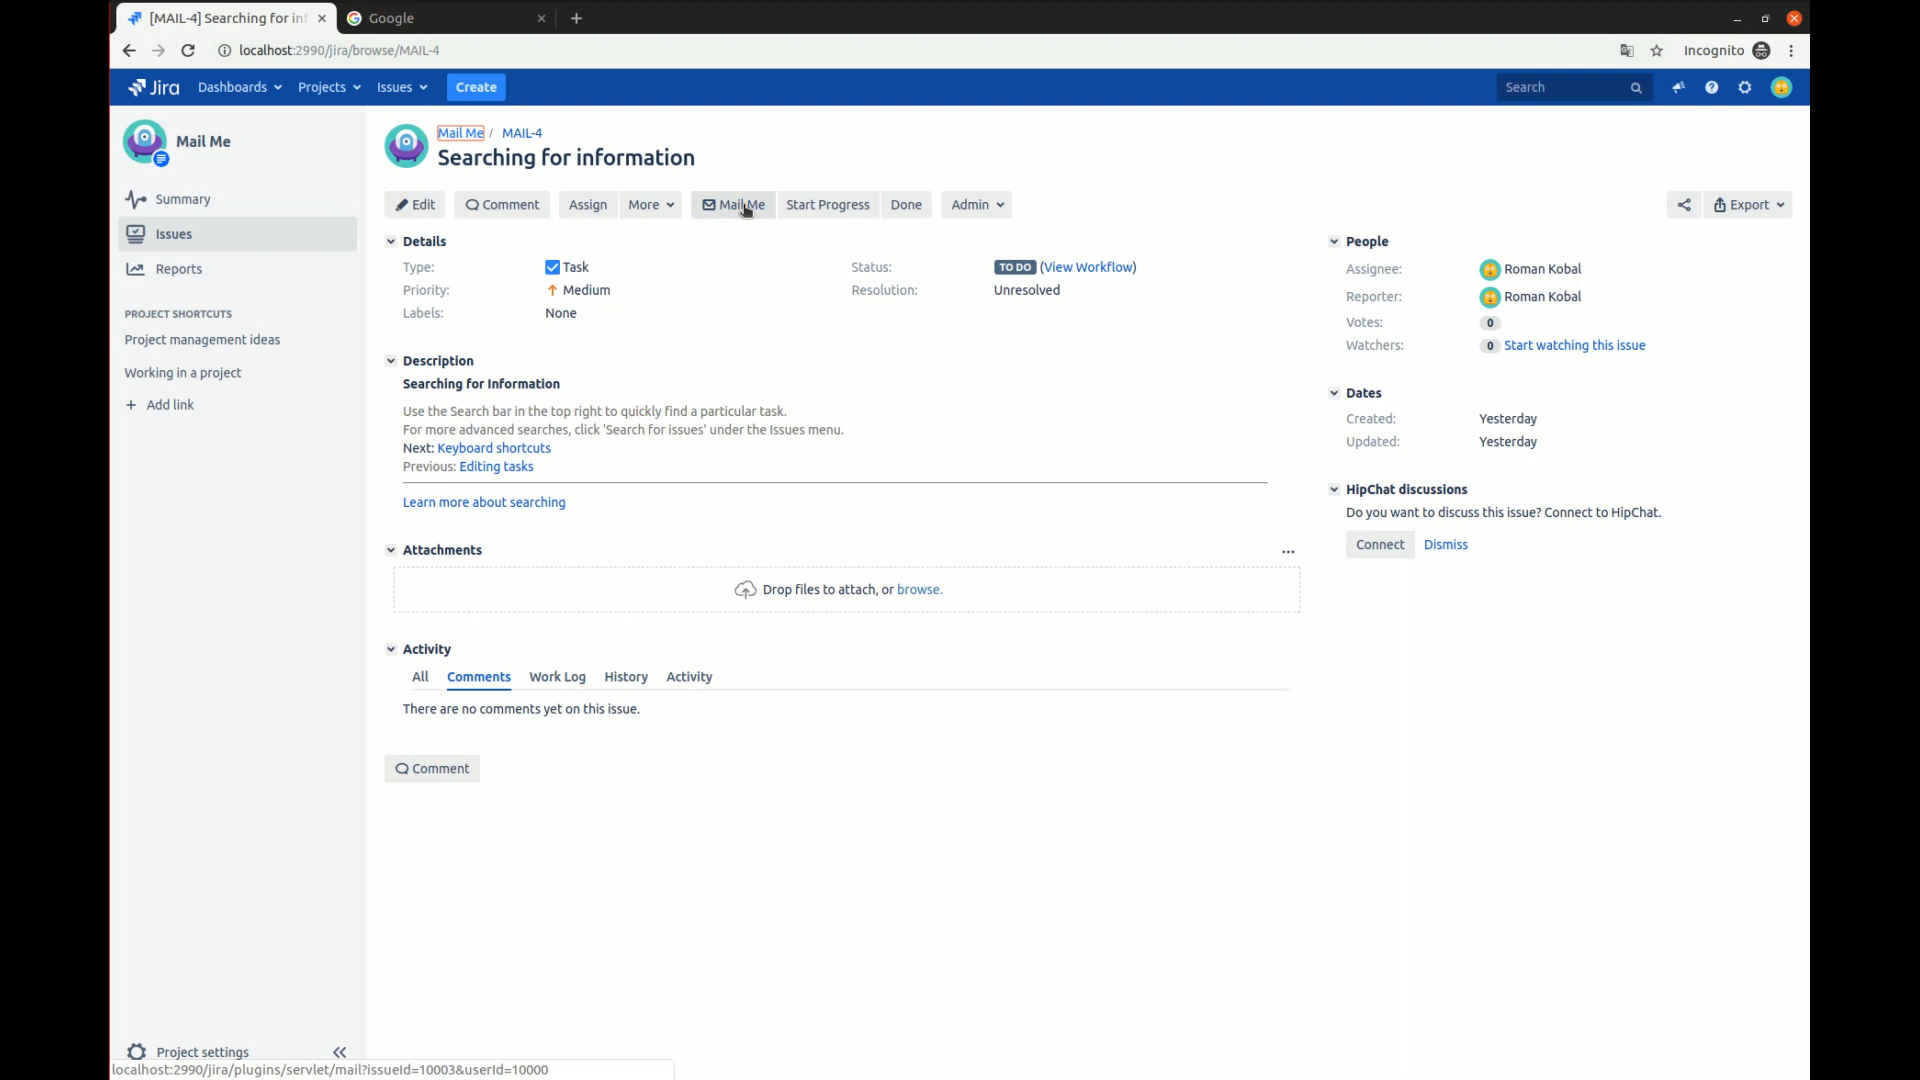 [MAIL-4] Searching for inf
Google
localhost:2990/jira/browse/MAIL-4
Incognito
Jira
Dashboards
Projects
Issues
Create
Search
Mail Me
Summary
Issues
Reports
PROJECT SHORTCUTS
Project management ideas
Working in a project
+ Add link
Project settings
Mail Me / MAIL-4
Searching for information
Edit
Comment
Assign
More
Mail Me
Start Progress
Done
Admin
Export
Details
Type: Task
Priority: Medium
Labels: None
Status: TO DO (View Workflow)
Resolution: Unresolved
Description
Searching for Information
Use the Search bar in the top right to quickly find a particular task.
For more advanced searches, click 'Search for issues' under the Issues menu.
Next: Keyboard shortcuts
Previous: Editing tasks
Learn more about searching
Attachments
Drop files to attach, or browse.
Activity
All
Comments
Work Log
History
Activity
There are no comments yet on this issue.
Comment
People
Assignee: Roman Kobal
Reporter: Roman Kobal
Votes: 0
Watchers: 0 Start watching this issue
Dates
Created: Yesterday
Updated: Yesterday
HipChat discussions
Do you want to discuss this issue? Connect to HipChat.
Connect
Dismiss
localhost:2990/jira/plugins/servlet/mail?issueId=10003&userId=10000